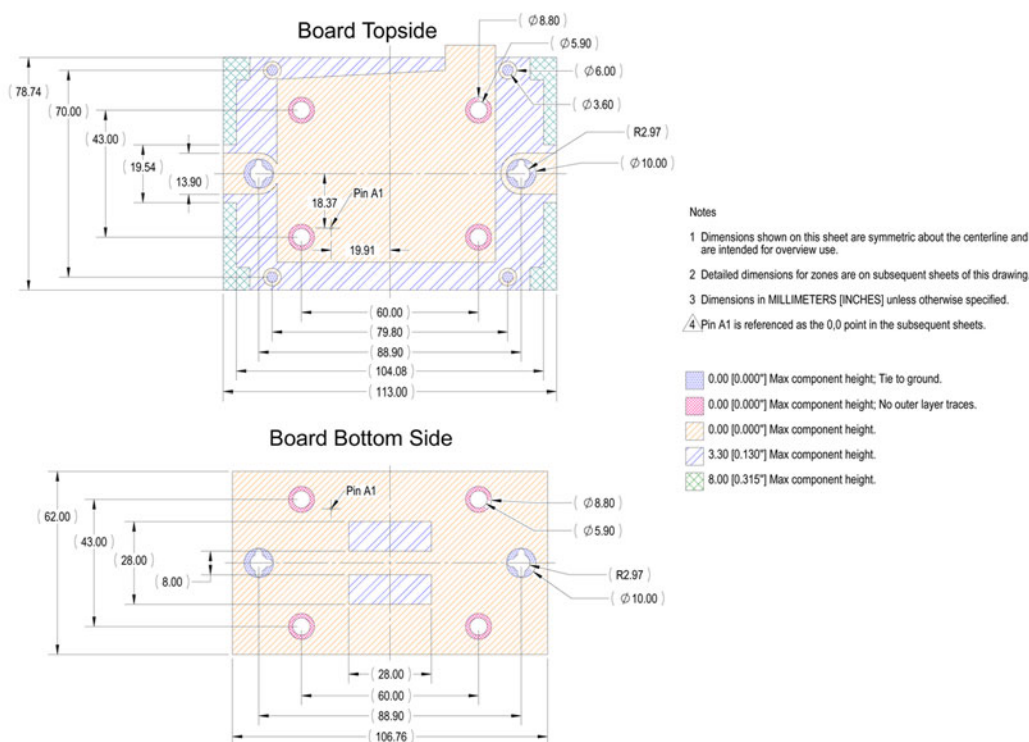 Board Topside
( Ø8.80 )
( Ø5.90 )
( Ø6.00 )
( Ø3.60 )
( R2.97 )
( Ø10.00 )
( 78.74 )
( 70.00 )
( 43.00 )
( 19.54 )
( 13.90 )
Pin A1
18.37
19.91
( 60.00 )
( 79.80 )
( 88.90 )
( 104.08 )
( 113.00 )
Notes
1 Dimensions shown on this sheet are symmetric about the centerline and
are intended for overview use.
2 Detailed dimensions for zones are on subsequent sheets of this drawing.
3 Dimensions in MILLIMETERS [INCHES] unless otherwise specified.
4 Pin A1 is referenced as the 0,0 point in the subsequent sheets.
0.00 [0.000"] Max component height; Tie to ground.
0.00 [0.000"] Max component height; No outer layer traces.
0.00 [0.000"] Max component height.
3.30 [0.130"] Max component height.
8.00 [0.315"] Max component height.
Board Bottom Side
Pin A1
( Ø8.80 )
( Ø5.90 )
( R2.97 )
( Ø10.00 )
( 62.00 )
( 43.00 )
( 28.00 )
( 8.00 )
( 28.00 )
( 60.00 )
( 88.90 )
( 106.76 )